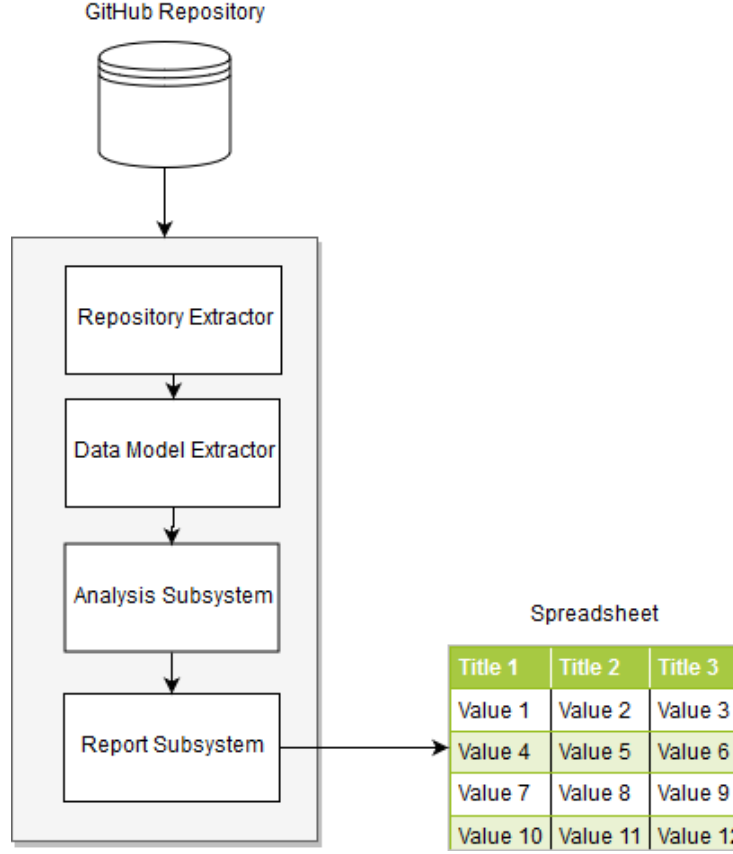 GitHub Repository
Repository Extractor
Data Model Extractor
Analysis Subsystem
Report Subsystem
Spreadsheet
Title 1 Title 2 Title 3
Value 1 Value 2 Value 3
Value 4 Value 5 Value 6
Value 7 Value 8 Value 9
Value 10 Value 11 Value 12